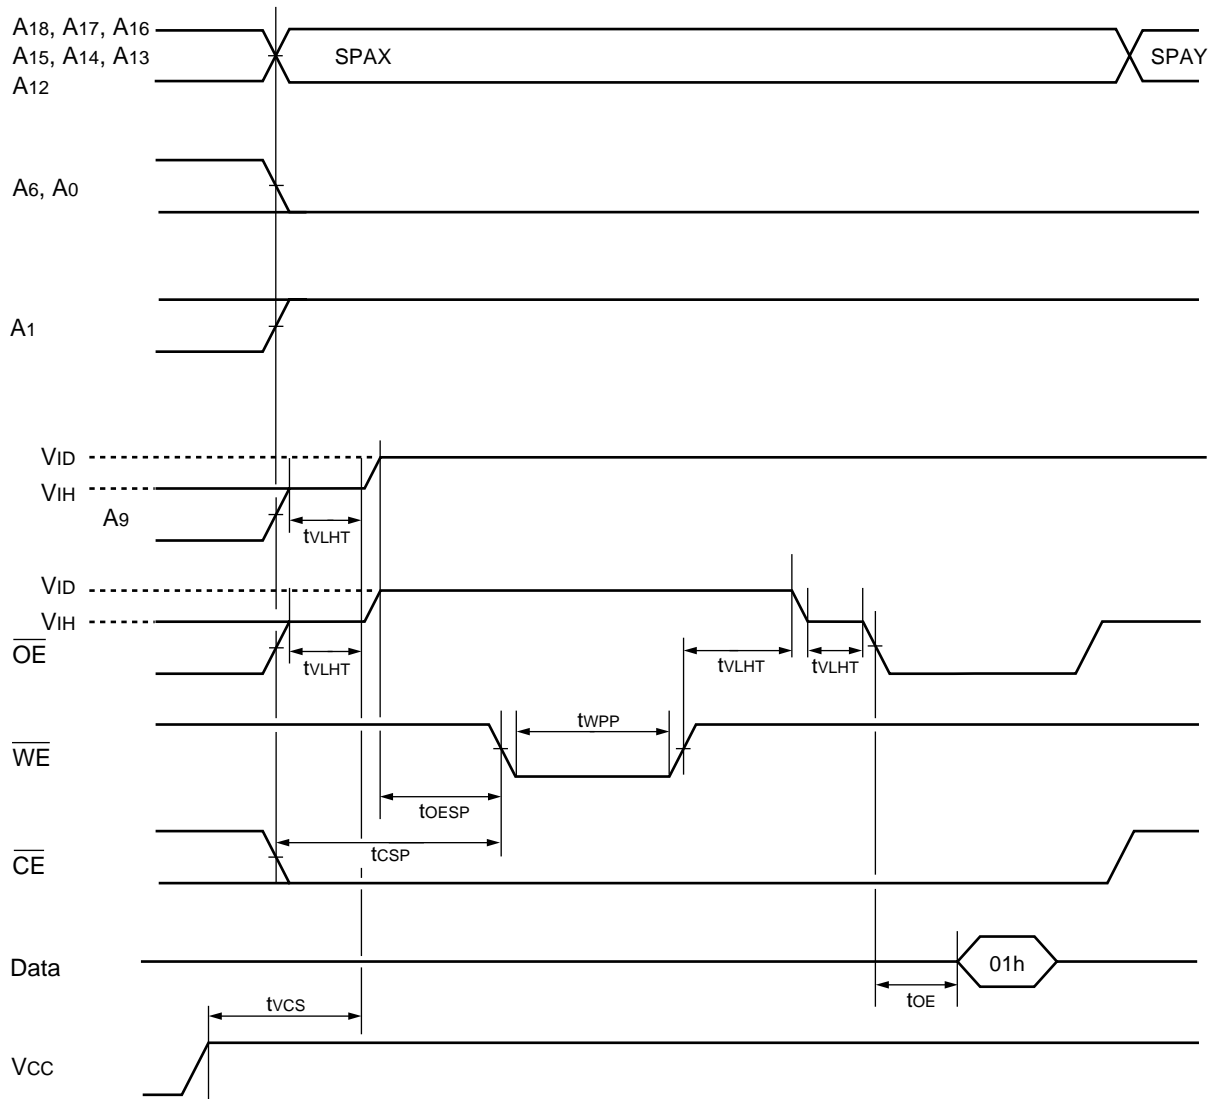 A18, A17, A16
A15, A14, A13
A12
SPAX
SPAY
A6, A0
A1
VID
VIH
A9
tVLHT
VID
VIH
OE
tVLHT
tVLHT
tVLHT
tWPP
WE
tOESP
tCSP
CE
Data
01h
tOE
tVCS
VCC